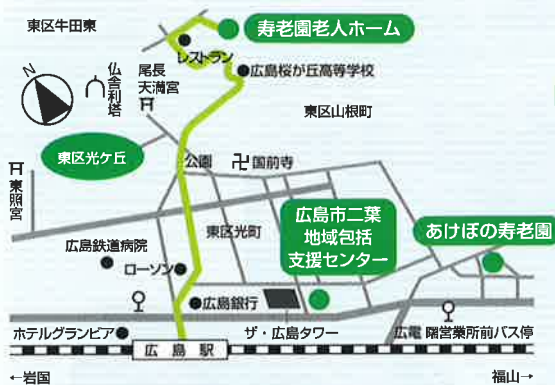 東区牛田東
寿老園老人ホーム
レストラン
広島桜が丘高等学校
N
仏舎利塔
尾長
天満宮
東区山根町
東区光ケ丘
公園
国前寺
東照宮
広島市二葉
地域包括
支援センター
あけぼの寿老園
東区光町
広島鉄道病院
ローソン
広島銀行
ホテルグランビア
ザ・広島タワー
広電 曙営業所前バス停
広島駅
←岩国
福山→